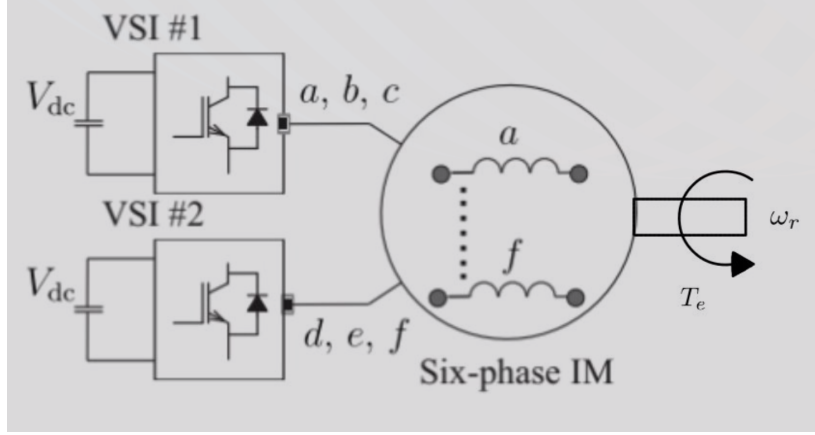 VSI #1
V_dc
a, b, c
a
VSI #2
V_dc
d, e, f
f
ω_r
T_e
Six-phase IM